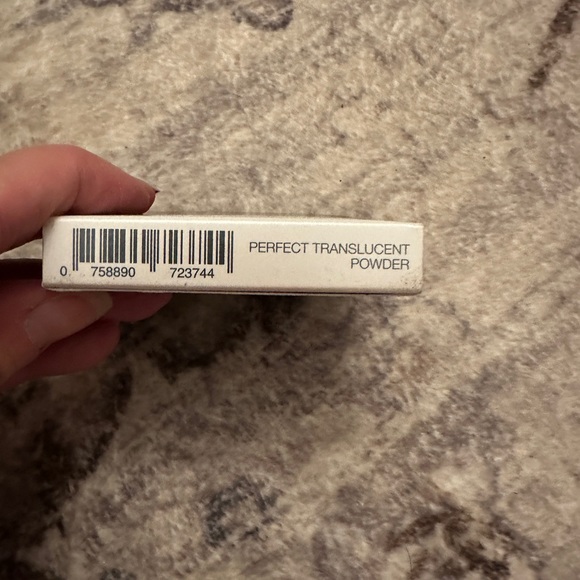 PERFECT TRANSLUCENT
POWDER
0 758890 723744